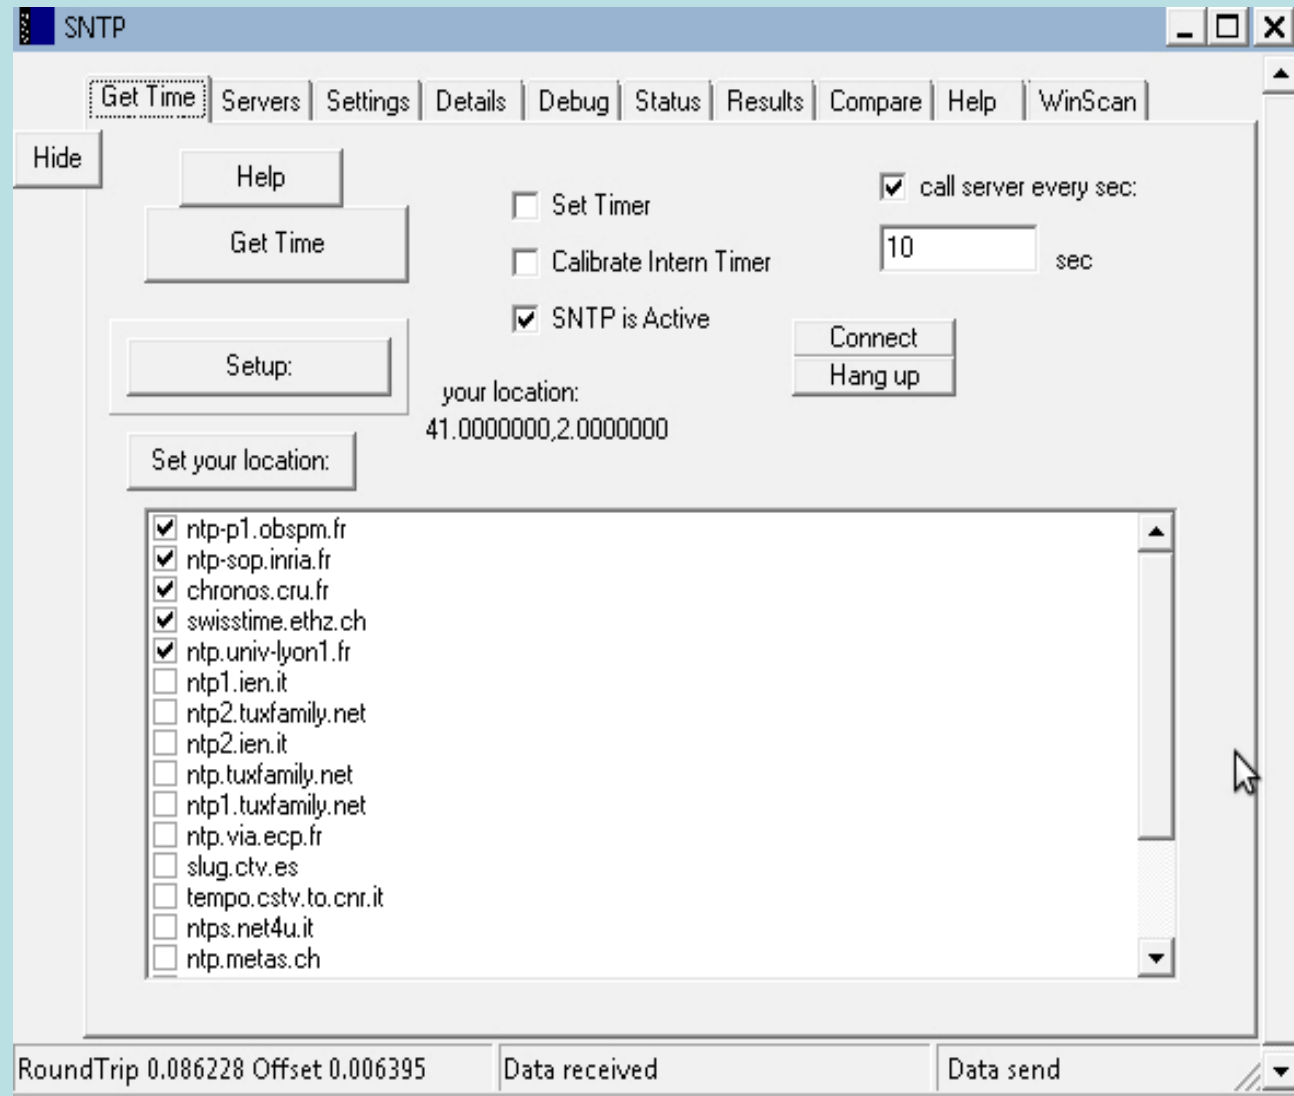 SNTP
Get Time Servers Settings Details Debug Status Results Compare Help WinScan
Hide
Help
Get Time
Set Timer
Calibrate Intern Timer
SNTP is Active
call server every sec:
10 sec
Connect
Hang up
Setup:
your location:
41.0000000,2.0000000
Set your location:
ntp-p1.obspm.fr
ntp-sop.inria.fr
chronos.cru.fr
swisstime.ethz.ch
ntp.univ-lyon1.fr
ntp1.ien.it
ntp2.tuxfamily.net
ntp2.ien.it
ntp.tuxfamily.net
ntp1.tuxfamily.net
ntp.via.ecp.fr
slug.ctv.es
tempo.cstv.to.cnr.it
ntps.net4u.it
ntp.metas.ch
RoundTrip 0.086228 Offset 0.006395 Data received Data send